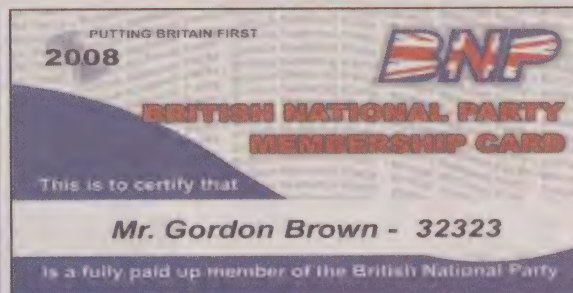 PUTTING BRITAIN FIRST
2008
BNP
BRITISH NATIONAL PARTY
MEMBERSHIP CARD
This is to certify that
Mr. Gordon Brown - 32323
is a fully paid up member of the British National Party